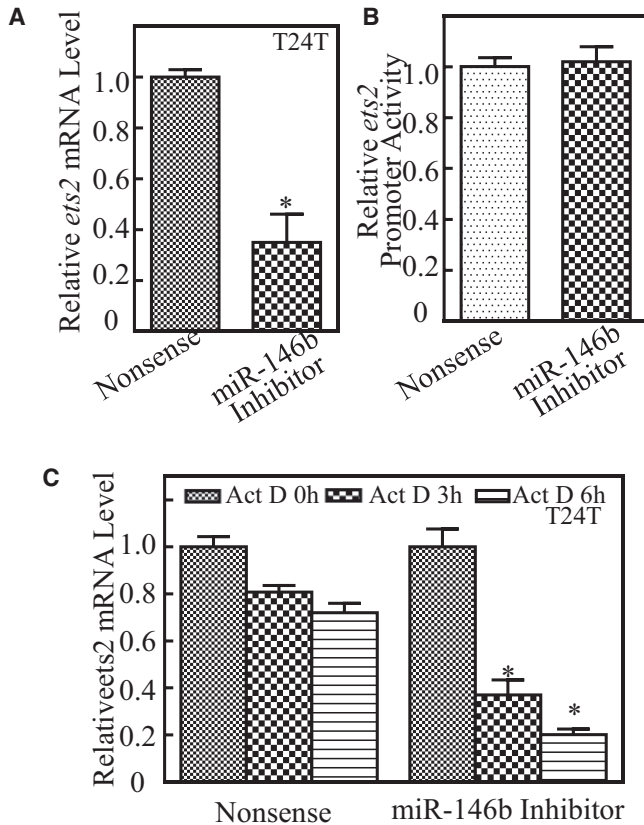 A
T24T
Relative ets2 mRNA Level
1.0
0.8
0.6
0.4
0.2
0
*
Nonsense
miR-146b
Inhibitor
B
Relative ets2
Promoter Activity
1.0
0.8
0.6
0.4
0.2
0
Nonsense
miR-146b
Inhibitor
C
Act D 0h
Act D 3h
Act D 6h
T24T
Relativeets2 mRNA Level
1.0
0.8
0.6
0.4
0.2
0
*
*
Nonsense
miR-146b Inhibitor